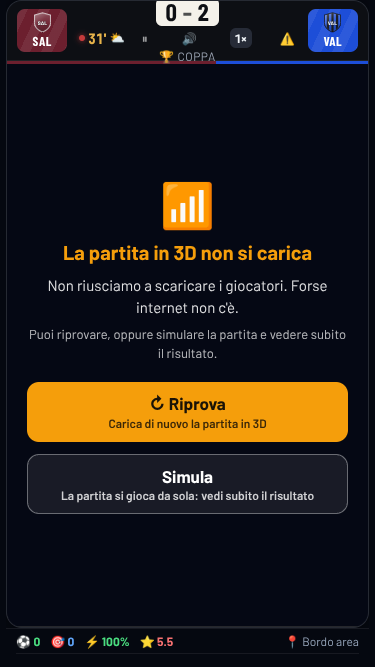 0 - 2
SAL
31'
1×
VAL
COPPA
La partita in 3D non si carica
Non riusciamo a scaricare i giocatori. Forse
internet non c'è.
Puoi riprovare, oppure simulare la partita e vedere subito
il risultato.
↻ Riprova
Carica di nuovo la partita in 3D
Simula
La partita si gioca da sola: vedi subito il risultato
0 0 100% 5.5 Bordo area